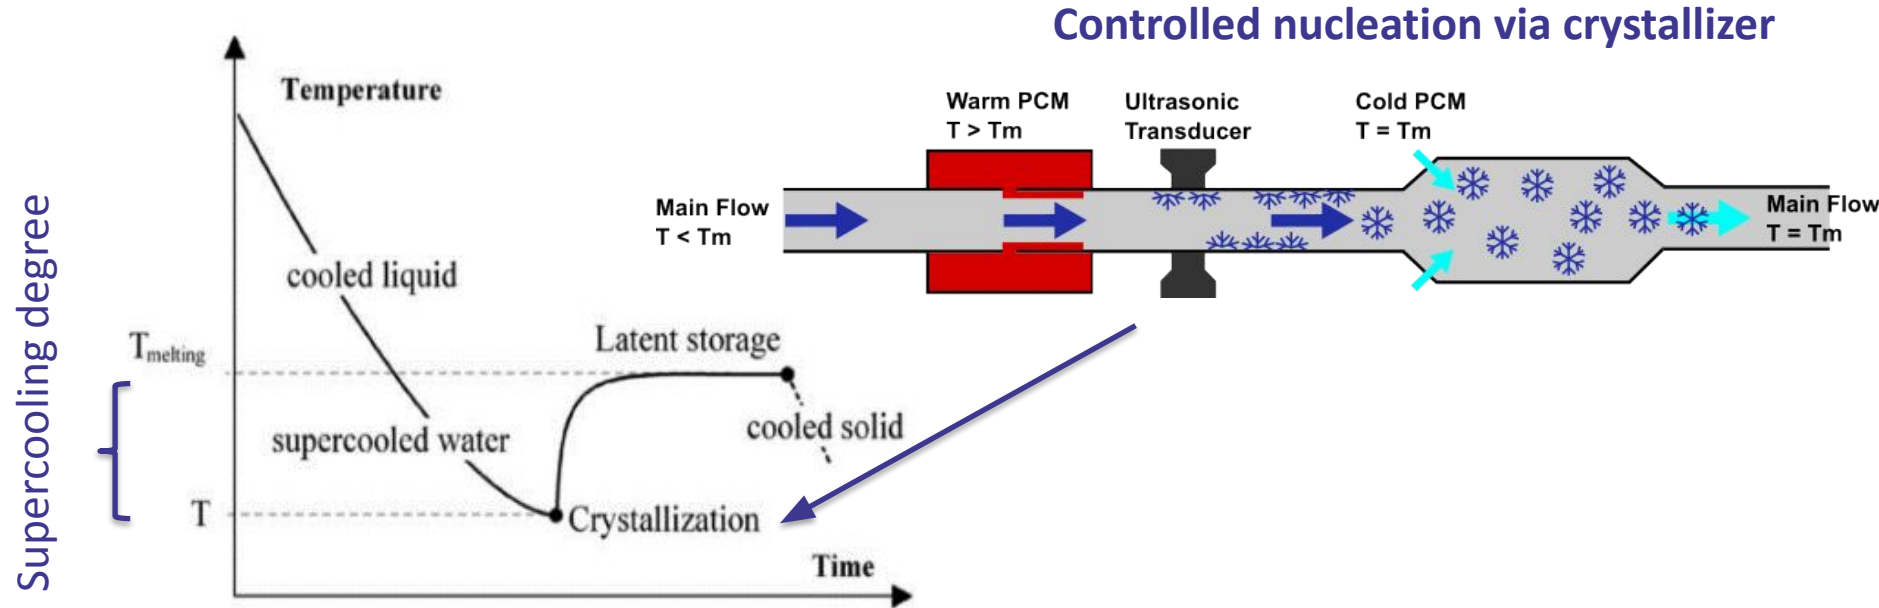 Controlled nucleation via crystallizer
Supercooling degree
Temperature
cooled liquid
T melting
Latent storage
supercooled water
cooled solid
T
Crystallization
Time
Warm PCM
T > Tm
Ultrasonic
Transducer
Cold PCM
T = Tm
Main Flow
T < Tm
Main Flow
T = Tm